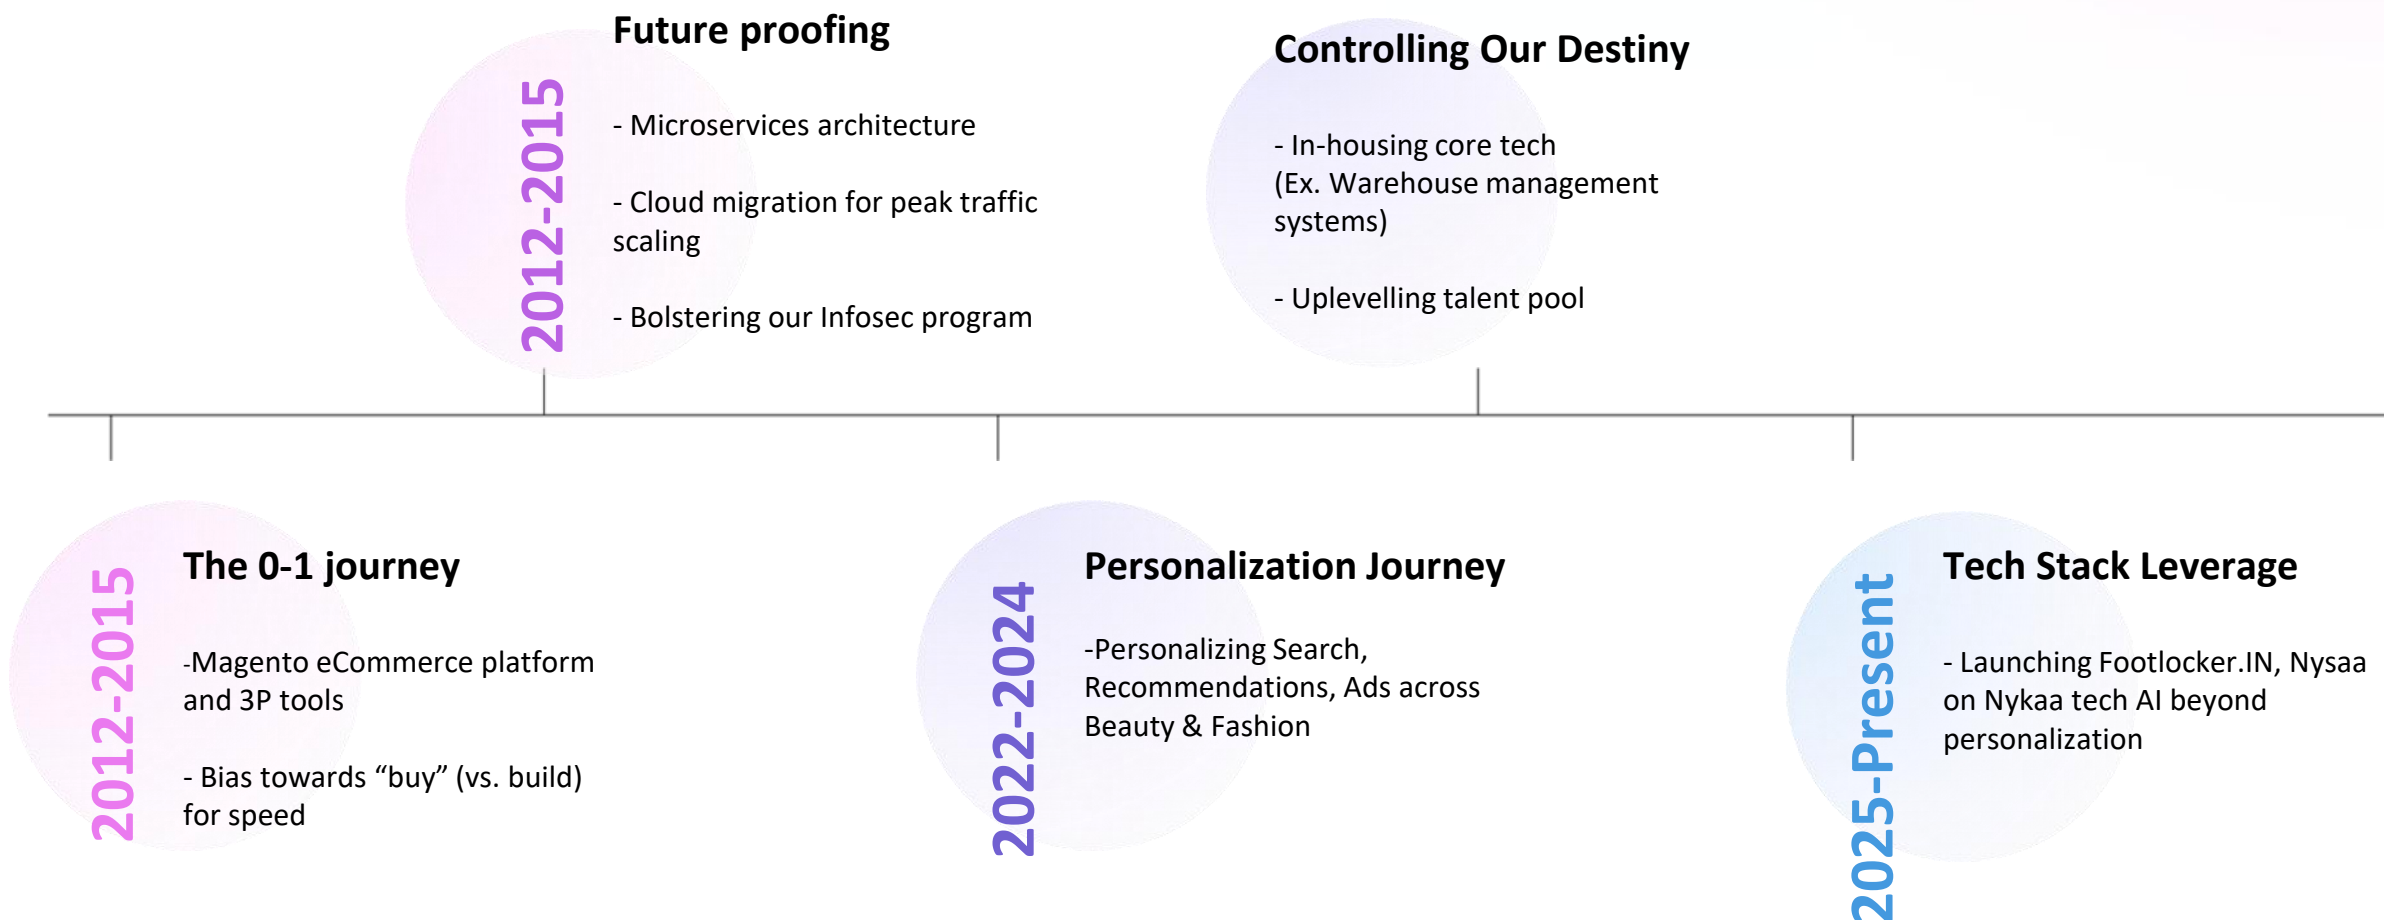 Future proofing
2012-2015
- Microservices architecture
- Cloud migration for peak traffic
scaling
- Bolstering our Infosec program
Controlling Our Destiny
- In-housing core tech
(Ex. Warehouse management
systems)
- Uplevelling talent pool
The 0-1 journey
2012-2015
-Magento eCommerce platform
and 3P tools
- Bias towards “buy” (vs. build)
for speed
Personalization Journey
2022-2024
-Personalizing Search,
Recommendations, Ads across
Beauty & Fashion
Tech Stack Leverage
2025-Present
- Launching Footlocker.IN, Nysaa
on Nykaa tech AI beyond
personalization